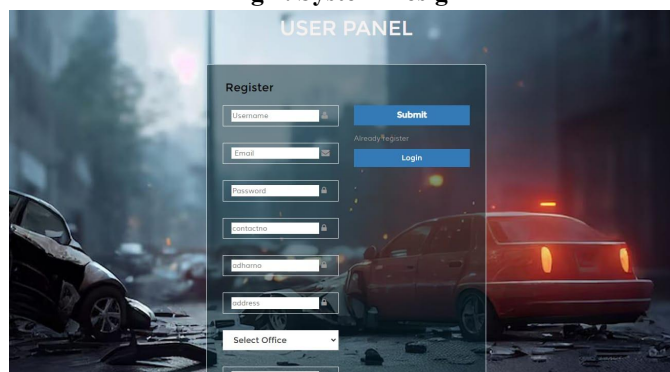 USER PANEL
Register
Username
Submit
Already register
Email
Login
Password
contactno
adharno
address
Select Office